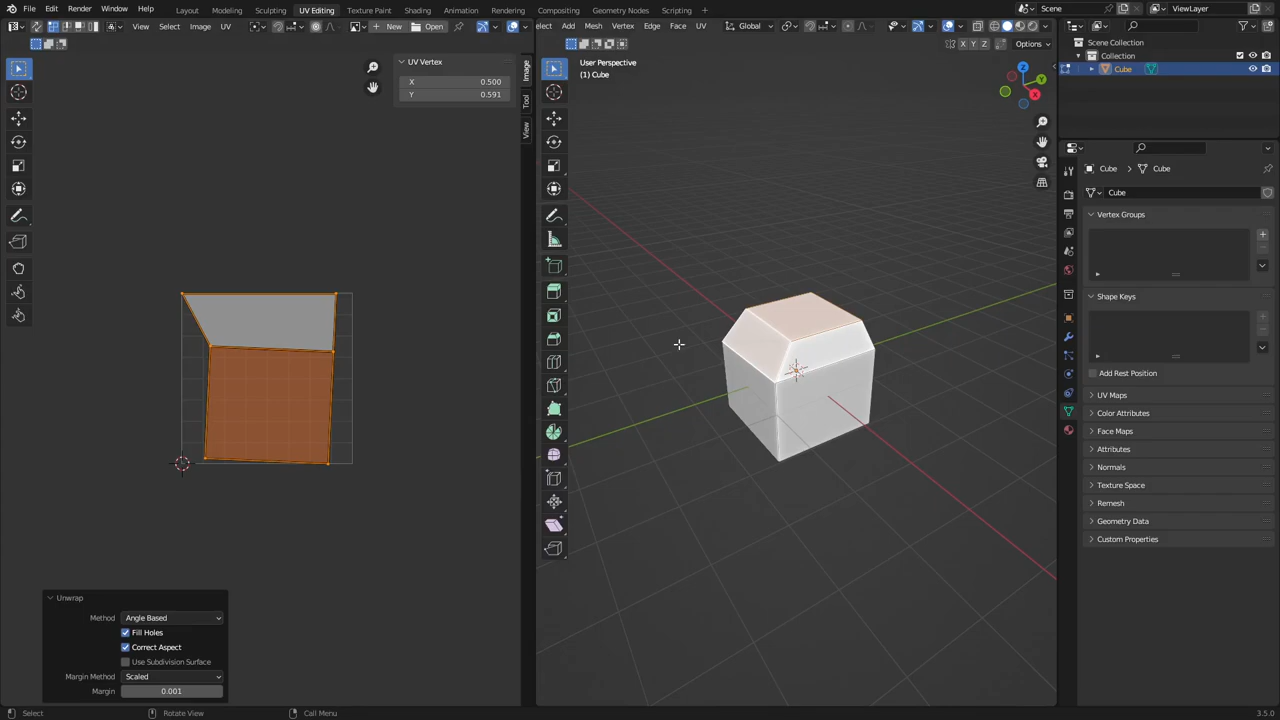 File Edit Render Window Help Layout Modeling Sculpting UV Editing Texture Paint Shading Animation Rendering Compositing Geometry Nodes Scripting + Scene ViewLayer
View Select Image UV New Open
elect Add Mesh Vertex Edge Face UV Global
X Y Z Options
UV Vertex
X 0.500
Y 0.591
Image
Tool
View
User Perspective
(1) Cube
Z
Y
X
Scene Collection
Collection
Cube
Cube Cube
Cube
Vertex Groups
Shape Keys
Add Rest Position
UV Maps
Color Attributes
Face Maps
Attributes
Normals
Texture Space
Remesh
Geometry Data
Custom Properties
Unwrap
Method Angle Based
Fill Holes
Correct Aspect
Use Subdivision Surface
Margin Method Scaled
Margin 0.001
Select Rotate View Call Menu 3.5.0